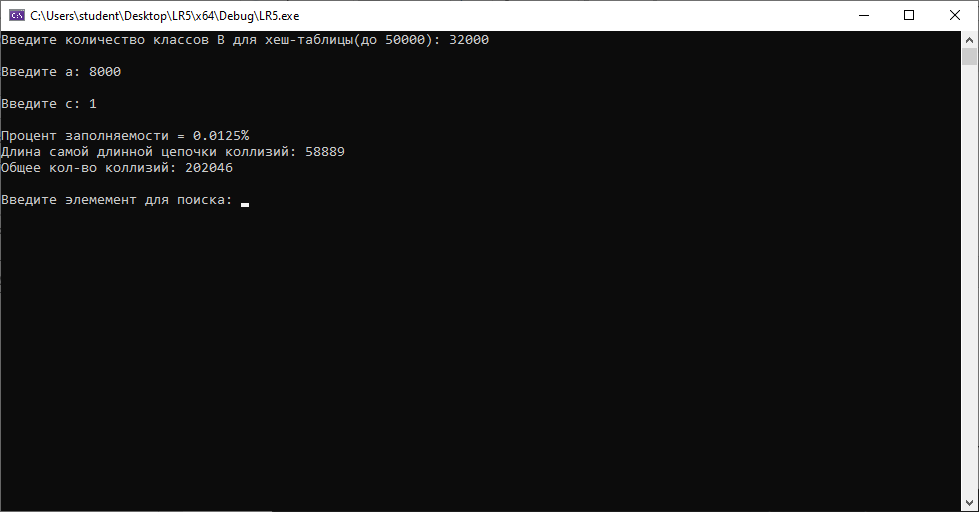 C:\Users\student\Desktop\LR5\x64\Debug\LR5.exe
Введите количество классов B для хеш-таблицы(до 50000): 32000
Введите a: 8000
Введите c: 1
Процент заполняемости = 0.0125%
Длина самой длинной цепочки коллизий: 58889
Общее кол-во коллизий: 202046
Введите элемемент для поиска: